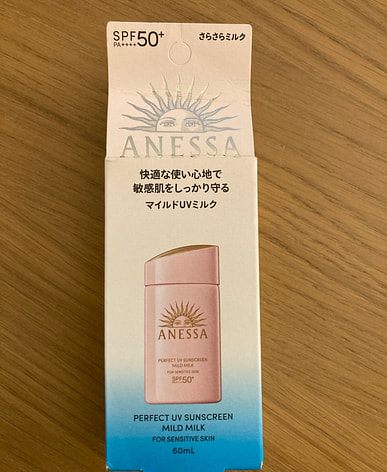 SPF50+
PA++++
さらさらミルク
ANESSA
快適な使い心地で
敏感肌をしっかり守る
マイルドUVミルク
ANESSA
PERFECT UV SUNSCREEN
MILD MILK
FOR SENSITIVE SKIN
SPF50+
PERFECT UV SUNSCREEN
MILD MILK
FOR SENSITIVE SKIN
60mL